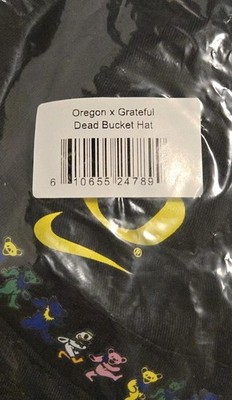 Oregon x Grateful
Dead Bucket Hat
6 10655 24789
®